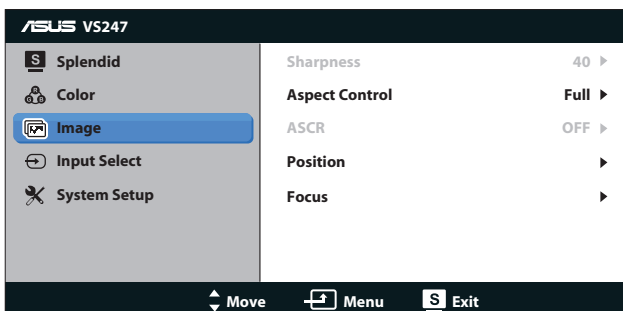 ASUS VS247
S Splendid
Color
Image
Input Select
System Setup
Sharpness 40
Aspect Control Full
ASCR OFF
Position
Focus
Move Menu S Exit